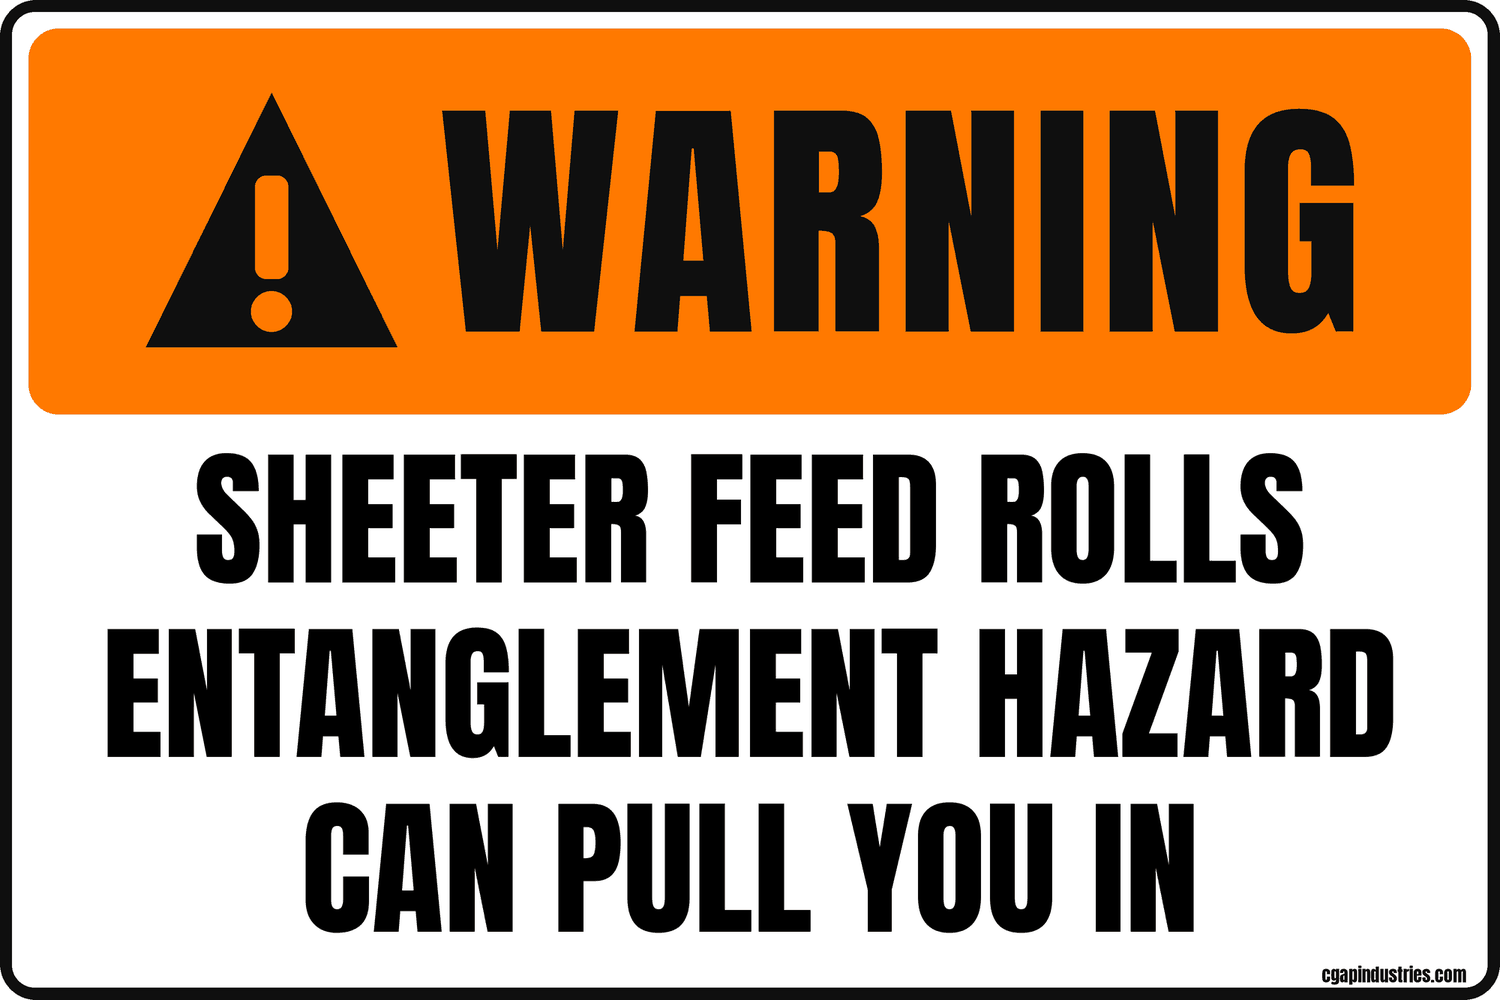 WARNING
SHEETER FEED ROLLS
ENTANGLEMENT HAZARD
CAN PULL YOU IN
cgapindustries.com